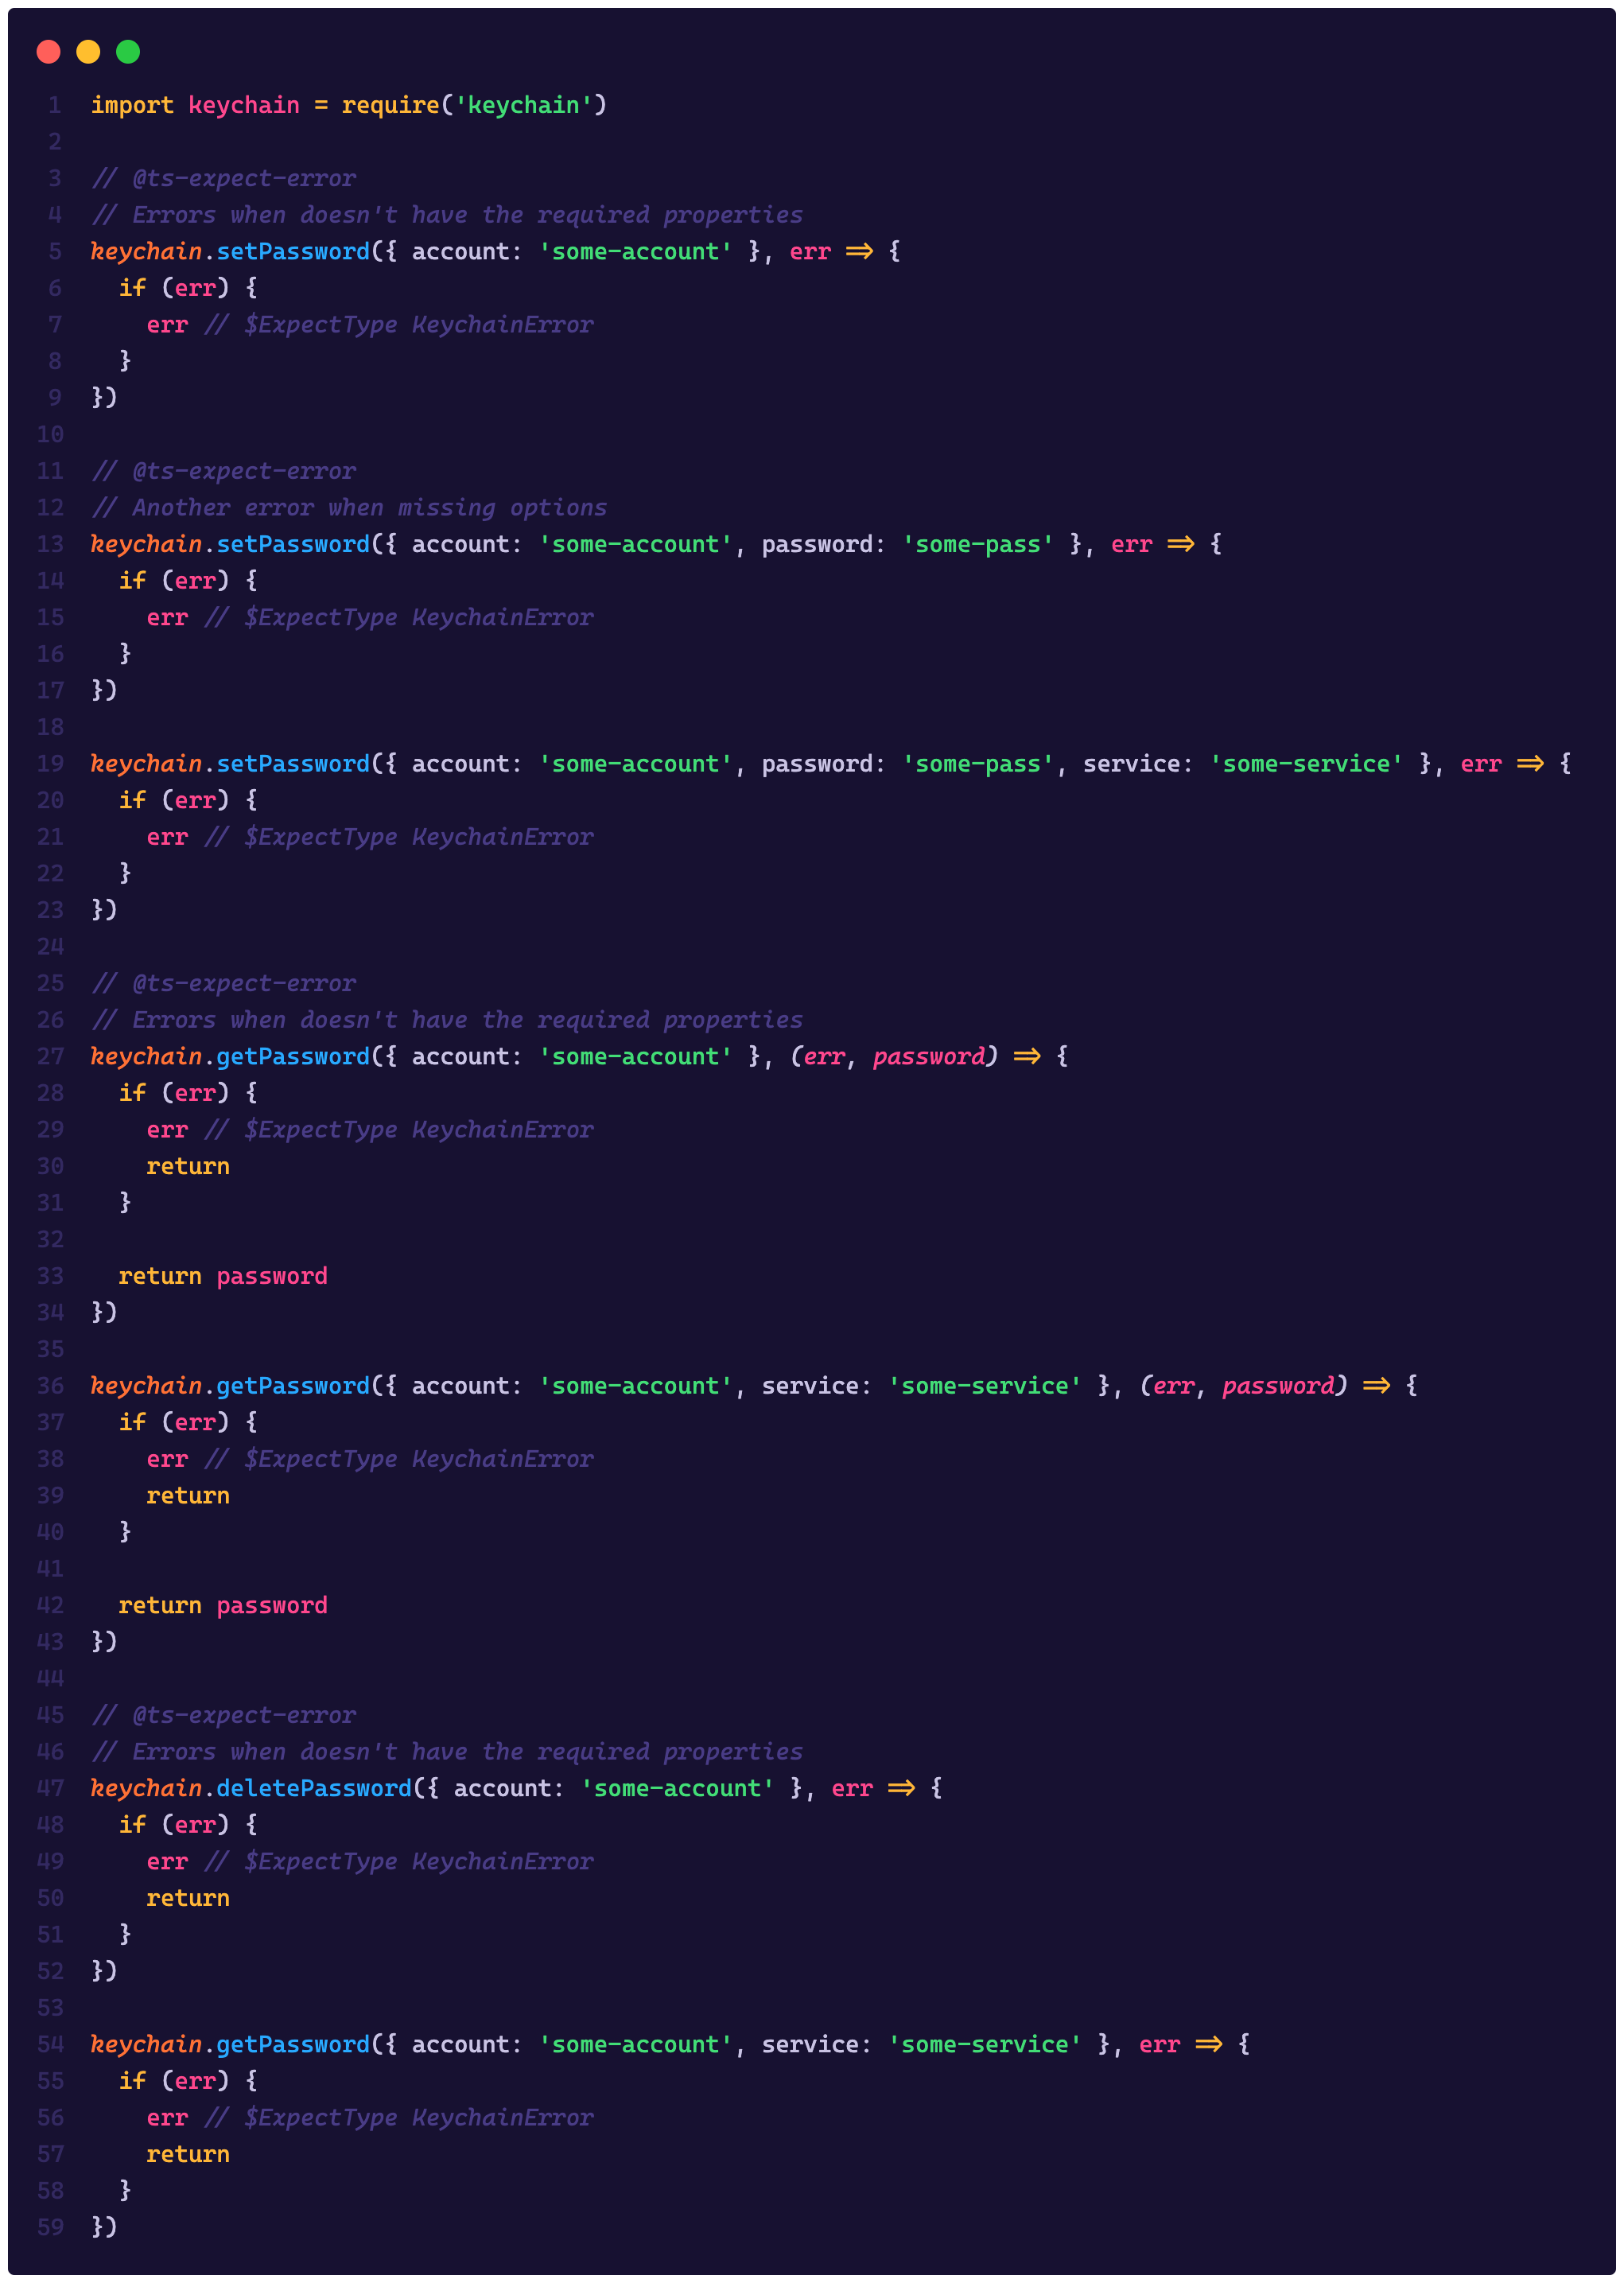 1 import keychain = require('keychain')
2
3 // @ts-expect-error
4 // Errors when doesn't have the required properties
5 keychain.setPassword({ account: 'some-account' }, err => {
6   if (err) {
7     err // $ExpectType KeychainError
8   }
9 })
10
11 // @ts-expect-error
12 // Another error when missing options
13 keychain.setPassword({ account: 'some-account', password: 'some-pass' }, err => {
14   if (err) {
15     err // $ExpectType KeychainError
16   }
17 })
18
19 keychain.setPassword({ account: 'some-account', password: 'some-pass', service: 'some-service' }, err => {
20   if (err) {
21     err // $ExpectType KeychainError
22   }
23 })
24
25 // @ts-expect-error
26 // Errors when doesn't have the required properties
27 keychain.getPassword({ account: 'some-account' }, (err, password) => {
28   if (err) {
29     err // $ExpectType KeychainError
30     return
31   }
32
33   return password
34 })
35
36 keychain.getPassword({ account: 'some-account', service: 'some-service' }, (err, password) => {
37   if (err) {
38     err // $ExpectType KeychainError
39     return
40   }
41
42   return password
43 })
44
45 // @ts-expect-error
46 // Errors when doesn't have the required properties
47 keychain.deletePassword({ account: 'some-account' }, err => {
48   if (err) {
49     err // $ExpectType KeychainError
50     return
51   }
52 })
53
54 keychain.getPassword({ account: 'some-account', service: 'some-service' }, err => {
55   if (err) {
56     err // $ExpectType KeychainError
57     return
58   }
59 })